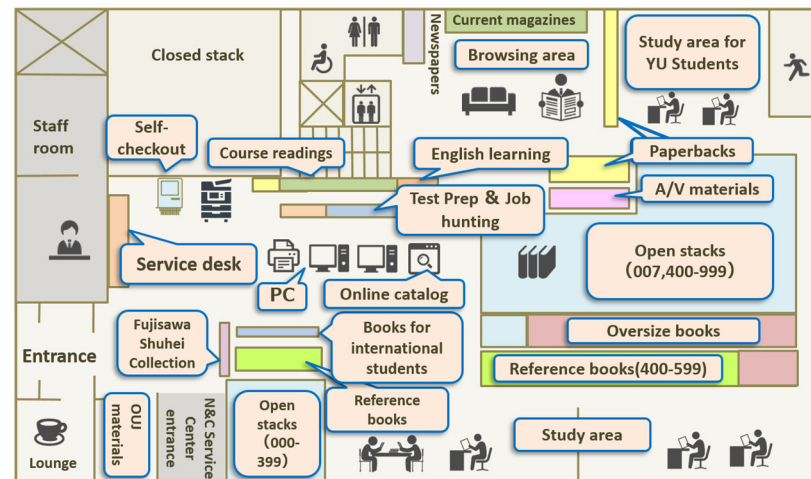 Closed stack
Newspapers
Current magazines
Browsing area
Study area for
YU Students
Staff
room
Self-
checkout
Course readings
English learning
Paperbacks
Test Prep & Job
hunting
A/V materials
Service desk
Open stacks
(007,400-999)
PC
Online catalog
Fujisawa
Shuhei
Collection
Books for
international
students
Oversize books
Entrance
Reference books(400-599)
Reference
books
Lounge
OUJ
materials
N&C Service
Center
entrance
Open
stacks
(000-
399)
Study area